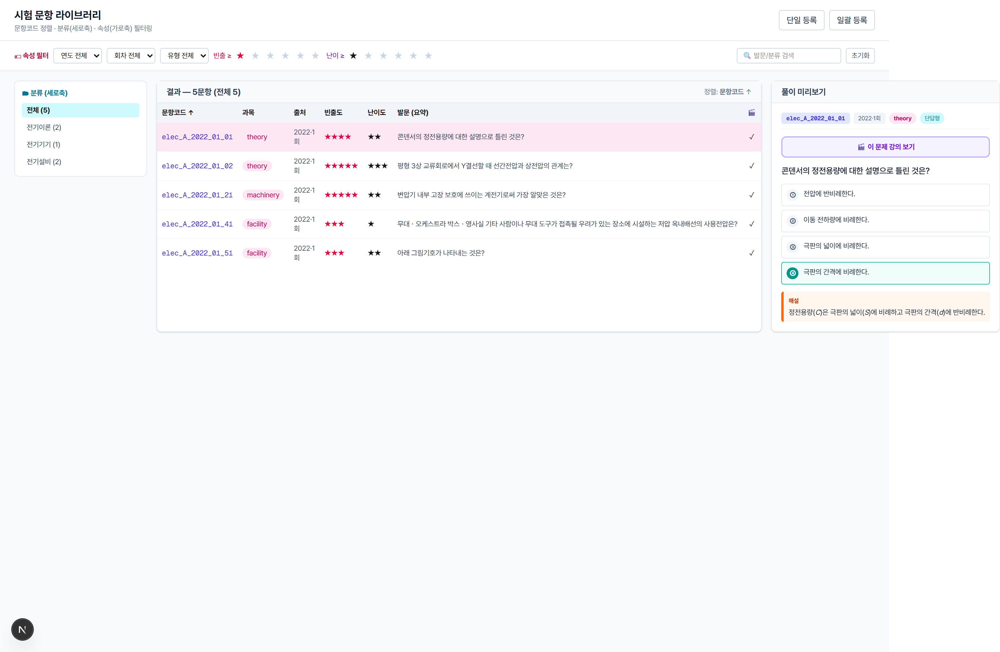 시험 문항 라이브러리
문항코드 정렬 · 분류(세로축) · 속성(가로축) 필터링
단일 등록
일괄 등록
속성 필터
연도 전체
회차 전체
유형 전체
빈출 ≥ ★ ★ ★ ★ ★ ★
난이 ≥ ★ ★ ★ ★ ★ ★
발문/분류 검색
초기화
분류 (세로축)
전체 (5)
전기이론 (2)
전기기기 (1)
전기설비 (2)
결과 — 5문항 (전체 5)
정렬: 문항코드 ↑
문항코드 ↑ 과목 출처 빈출도 난이도 발문 (요약)
elec_A_2022_01_01 theory 2022·1회 ★★★★ ★★ 콘덴서의 정전용량에 대한 설명으로 틀린 것은? ✓
elec_A_2022_01_02 theory 2022·1회 ★★★★★ ★★★ 평형 3상 교류회로에서 Y결선할 때 선간전압과 상전압의 관계는? ✓
elec_A_2022_01_21 machinery 2022·1회 ★★★★★ ★★ 변압기 내부 고장 보호에 쓰이는 계전기로써 가장 알맞은 것은? ✓
elec_A_2022_01_41 facility 2022·1회 ★★★ ★ 무대 · 오케스트라 박스 · 영사실 기타 사람이나 무대 도구가 접촉될 우려가 있는 장소에 시설하는 저압 옥내배선의 사용전압은? ✓
elec_A_2022_01_51 facility 2022·1회 ★★★ ★★ 아래 그림기호가 나타내는 것은? ✓
풀이 미리보기
elec_A_2022_01_01 2022·1회 theory 단답형
이 문제 강의 보기
콘덴서의 정전용량에 대한 설명으로 틀린 것은?
① 전압에 반비례한다.
② 이동 전하량에 비례한다.
③ 극판의 넓이에 비례한다.
④ 극판의 간격에 비례한다.
해설
정전용량(C)은 극판의 넓이(S)에 비례하고 극판의 간격(d)에 반비례한다.
N